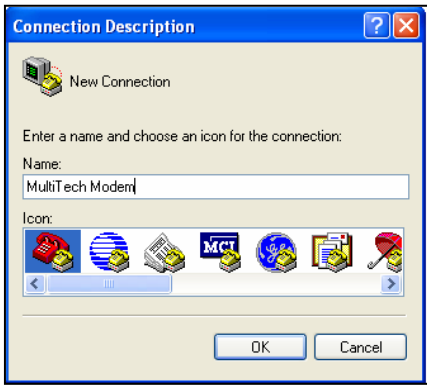 Connection Description
New Connection
Enter a name and choose an icon for the connection:
Name:
MultiTech Modem
Icon:
MCI
OK
Cancel